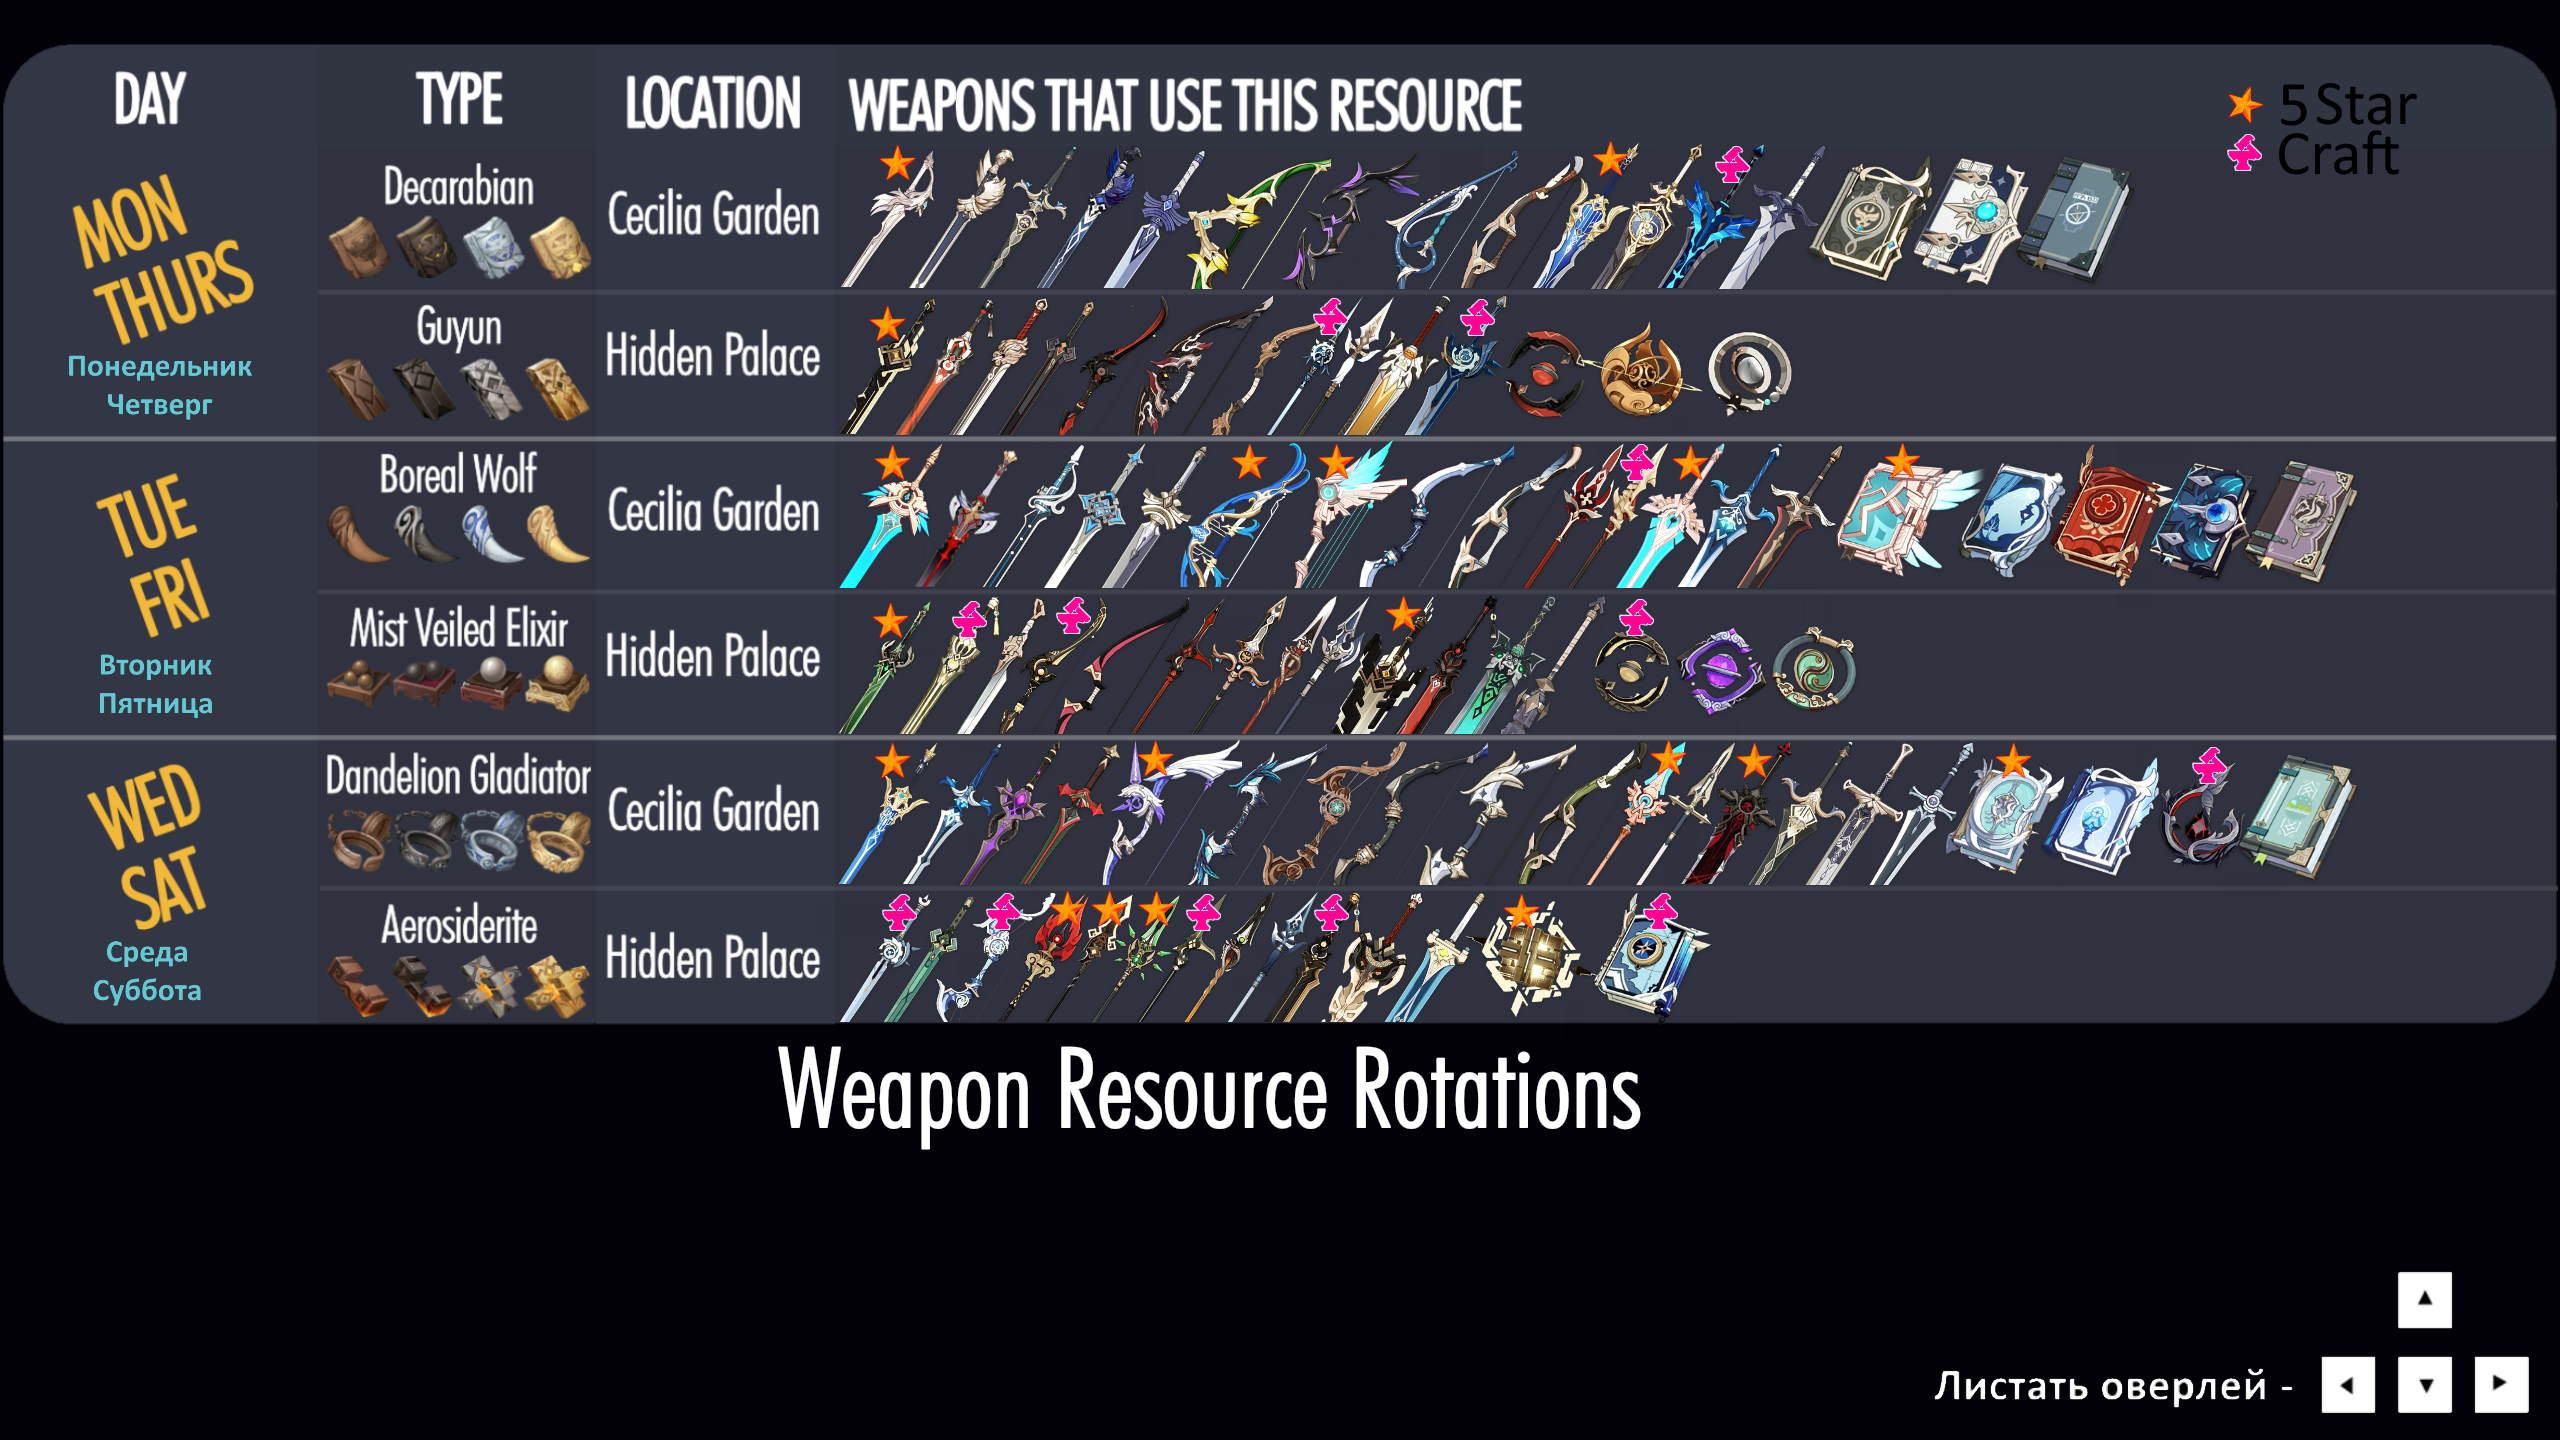 DAY
TYPE
LOCATION
WEAPONS THAT USE THIS RESOURCE
5 Star
Craft
MON
THURS
Понедельник
Четверг
Decarabian
Cecilia Garden
Guyun
Hidden Palace
TUE
FRI
Вторник
Пятница
Boreal Wolf
Cecilia Garden
Mist Veiled Elixir
Hidden Palace
WED
SAT
Среда
Суббота
Dandelion Gladiator
Cecilia Garden
Aerosiderite
Hidden Palace
Weapon Resource Rotations
Листать оверлей -